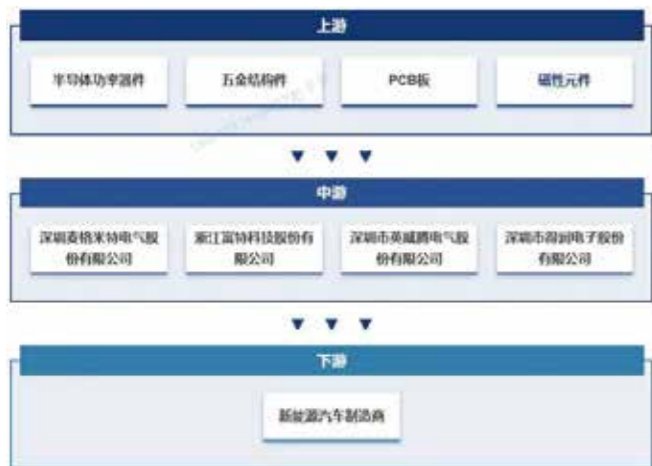 上游
半导体功率器件
五金结构件
PCB板
磁性元件
中游
深圳麦格米特电气股
份有限公司
浙江富特科技股份有
限公司
深圳市英威腾电气股
份有限公司
深圳市得润电子股份
有限公司
下游
新能源汽车制造商